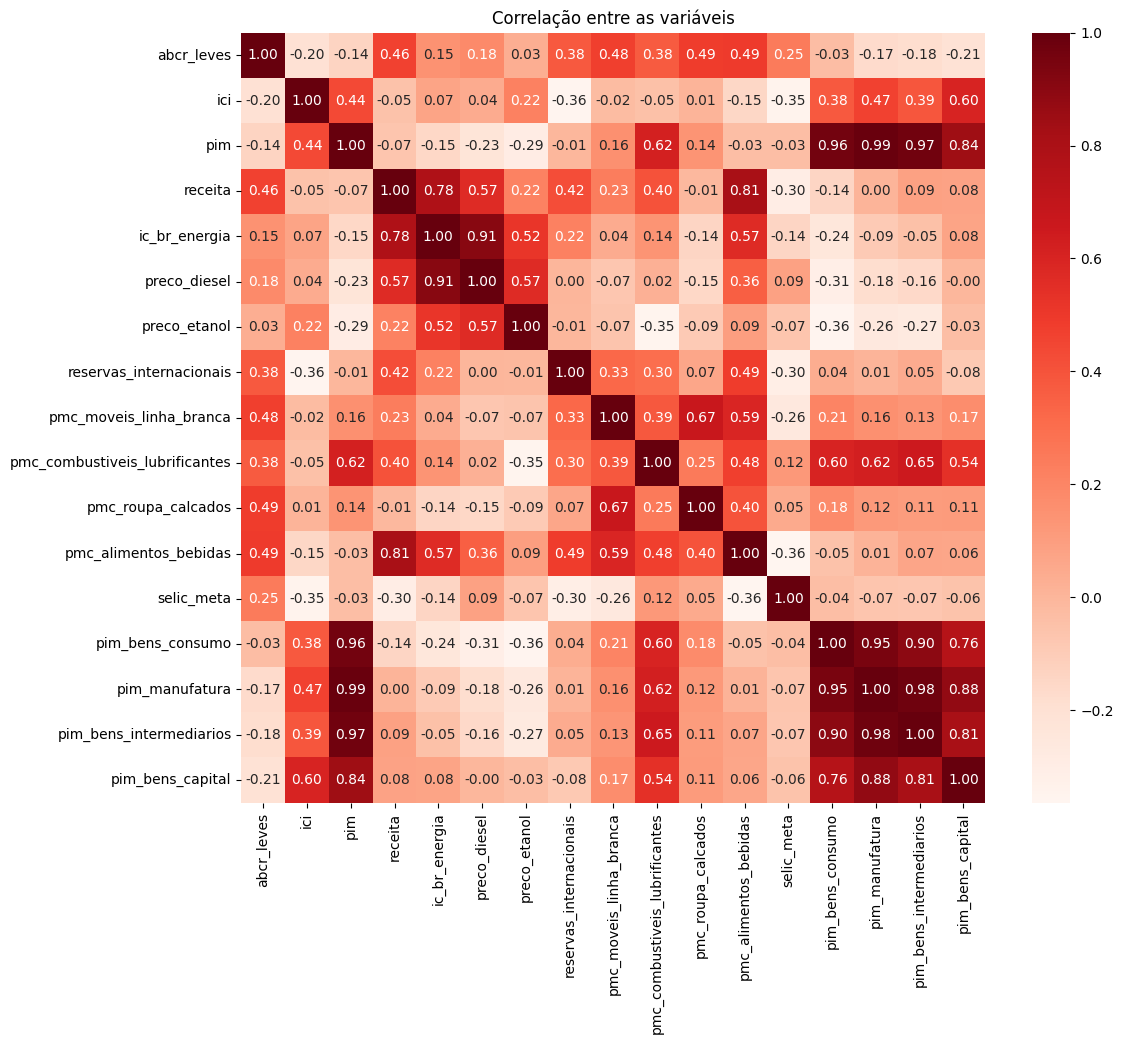 Correlação entre as variáveis
abcr_leves 1.00 -0.20 -0.14 0.46 0.15 0.18 0.03 0.38 0.48 0.38 0.49 0.49 0.25 -0.03 -0.17 -0.18 -0.21
ici -0.20 1.00 0.44 -0.05 0.07 0.04 0.22 -0.36 -0.02 -0.05 0.01 -0.15 -0.35 0.38 0.47 0.39 0.60
pim -0.14 0.44 1.00 -0.07 -0.15 -0.23 -0.29 -0.01 0.16 0.62 0.14 -0.03 -0.03 0.96 0.99 0.97 0.84
receita 0.46 -0.05 -0.07 1.00 0.78 0.57 0.22 0.42 0.23 0.40 -0.01 0.81 -0.30 -0.14 0.00 0.09 0.08
ic_br_energia 0.15 0.07 -0.15 0.78 1.00 0.91 0.52 0.22 0.04 0.14 -0.14 0.57 -0.14 -0.24 -0.09 -0.05 0.08
preco_diesel 0.18 0.04 -0.23 0.57 0.91 1.00 0.57 0.00 -0.07 0.02 -0.15 0.36 0.09 -0.31 -0.18 -0.16 -0.00
preco_etanol 0.03 0.22 -0.29 0.22 0.52 0.57 1.00 -0.01 -0.07 -0.35 -0.09 0.09 -0.07 -0.36 -0.26 -0.27 -0.03
reservas_internacionais 0.38 -0.36 -0.01 0.42 0.22 0.00 -0.01 1.00 0.33 0.30 0.07 0.49 -0.30 0.04 0.01 0.05 -0.08
pmc_moveis_linha_branca 0.48 -0.02 0.16 0.23 0.04 -0.07 -0.07 0.33 1.00 0.39 0.67 0.59 -0.26 0.21 0.16 0.13 0.17
pmc_combustiveis_lubrificantes 0.38 -0.05 0.62 0.40 0.14 0.02 -0.35 0.30 0.39 1.00 0.25 0.48 0.12 0.60 0.62 0.65 0.54
pmc_roupa_calcados 0.49 0.01 0.14 -0.01 -0.14 -0.15 -0.09 0.07 0.67 0.25 1.00 0.40 0.05 0.18 0.12 0.11 0.11
pmc_alimentos_bebidas 0.49 -0.15 -0.03 0.81 0.57 0.36 0.09 0.49 0.59 0.48 0.40 1.00 -0.36 -0.05 0.01 0.07 0.06
selic_meta 0.25 -0.35 -0.03 -0.30 -0.14 0.09 -0.07 -0.30 -0.26 0.12 0.05 -0.36 1.00 -0.04 -0.07 -0.07 -0.06
pim_bens_consumo -0.03 0.38 0.96 -0.14 -0.24 -0.31 -0.36 0.04 0.21 0.60 0.18 -0.05 -0.04 1.00 0.95 0.90 0.76
pim_manufatura -0.17 0.47 0.99 0.00 -0.09 -0.18 -0.26 0.01 0.16 0.62 0.12 0.01 -0.07 0.95 1.00 0.98 0.88
pim_bens_intermediarios -0.18 0.39 0.97 0.09 -0.05 -0.16 -0.27 0.05 0.13 0.65 0.11 0.07 -0.07 0.90 0.98 1.00 0.81
pim_bens_capital -0.21 0.60 0.84 0.08 0.08 -0.00 -0.03 -0.08 0.17 0.54 0.11 0.06 -0.06 0.76 0.88 0.81 1.00
abcr_leves
ici
pim
receita
ic_br_energia
preco_diesel
preco_etanol
reservas_internacionais
pmc_moveis_linha_branca
pmc_combustiveis_lubrificantes
pmc_roupa_calcados
pmc_alimentos_bebidas
selic_meta
pim_bens_consumo
pim_manufatura
pim_bens_intermediarios
pim_bens_capital
1.0
0.8
0.6
0.4
0.2
0.0
−0.2